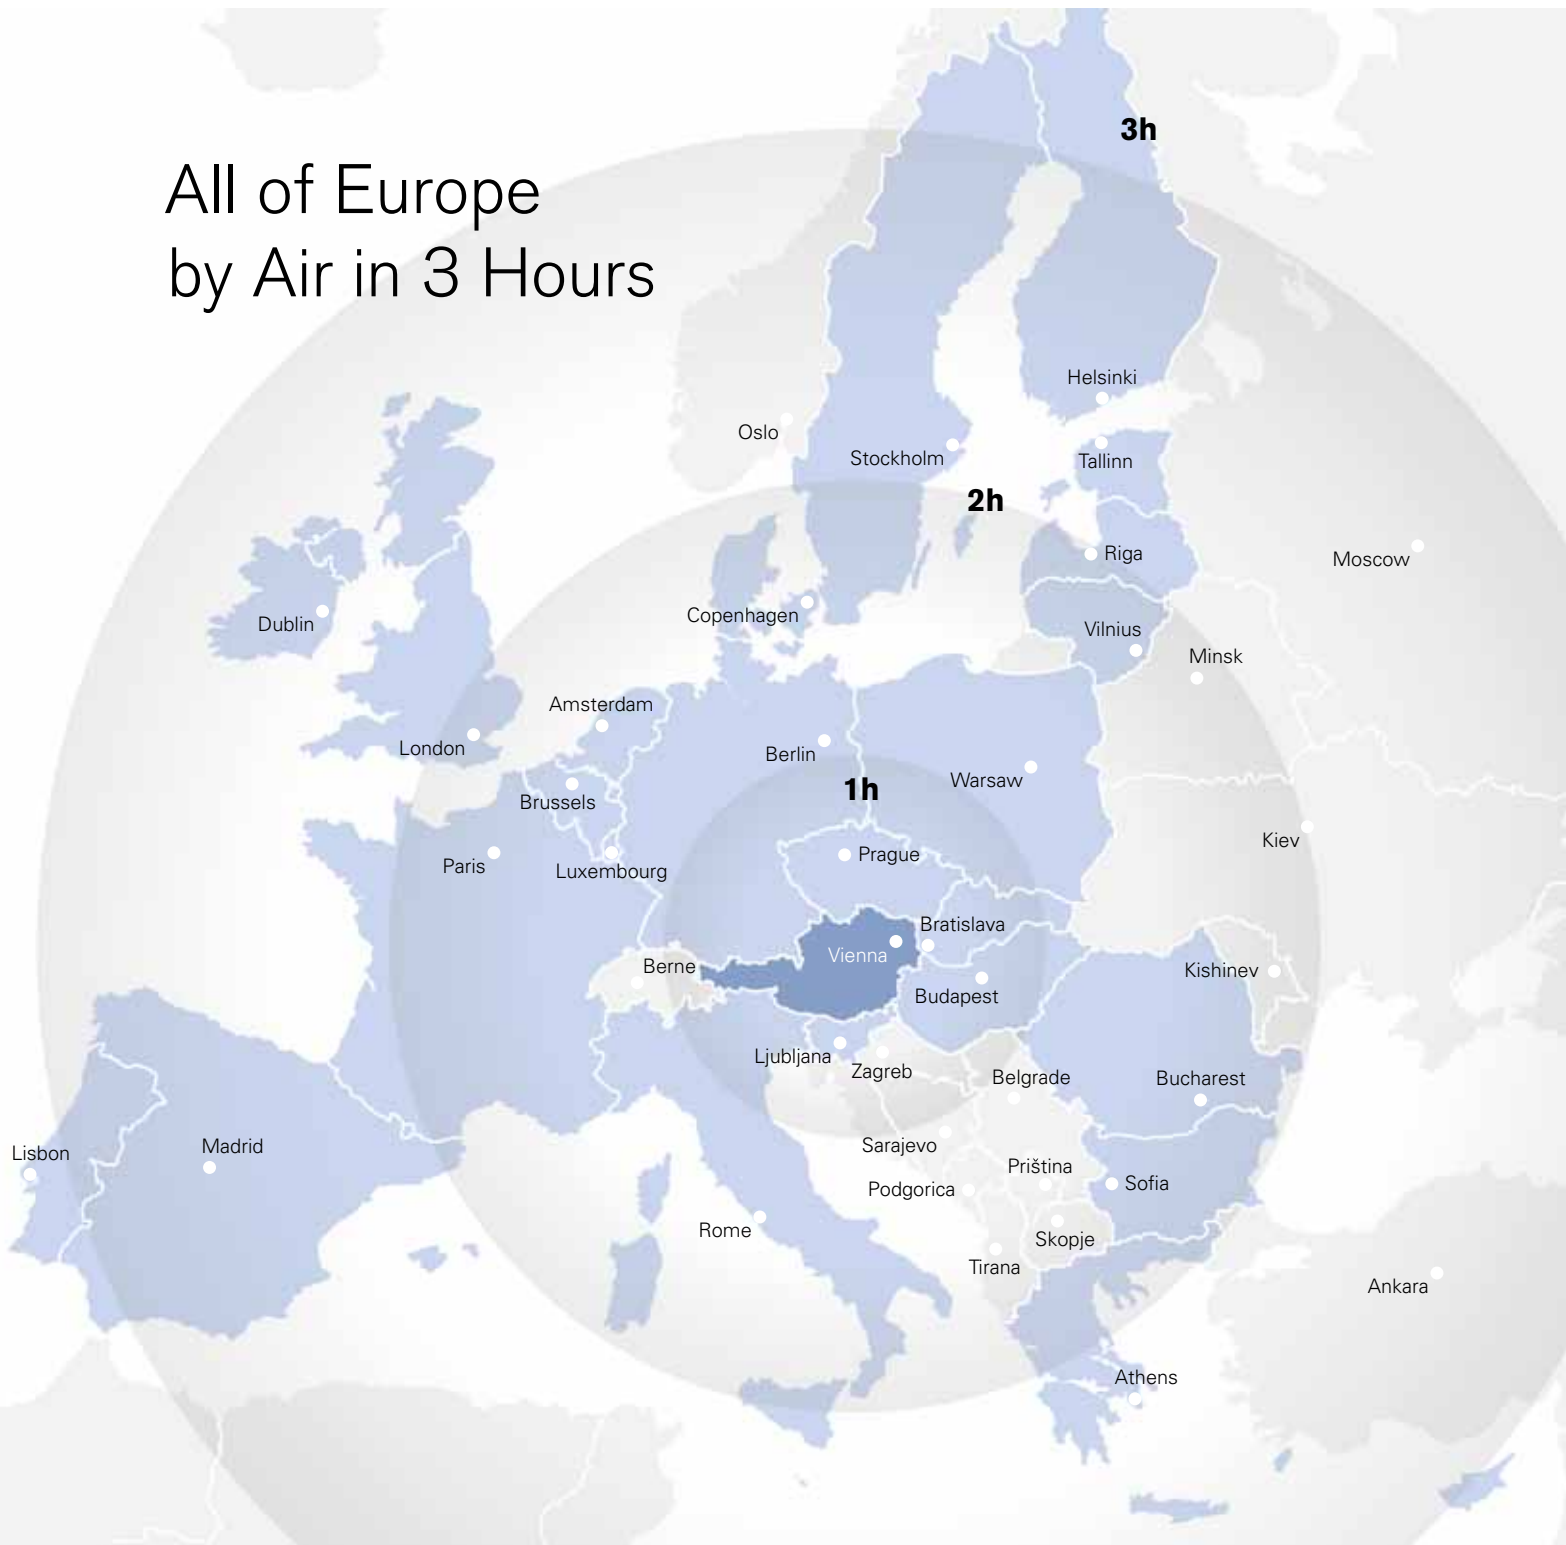 All of Europe
by Air in 3 Hours
3h
Helsinki
Oslo
Stockholm
Tallinn
2h
Riga
Moscow
Copenhagen
Dublin
Vilnius
Minsk
Amsterdam
London
Berlin
Warsaw
1h
Brussels
Kiev
Paris
Luxembourg
Prague
Bratislava
Vienna
Berne
Kishinev
Budapest
Ljubljana
Zagreb
Belgrade
Bucharest
Lisbon
Madrid
Sarajevo
Priština
Podgorica
Sofia
Rome
Skopje
Tirana
Ankara
Athens